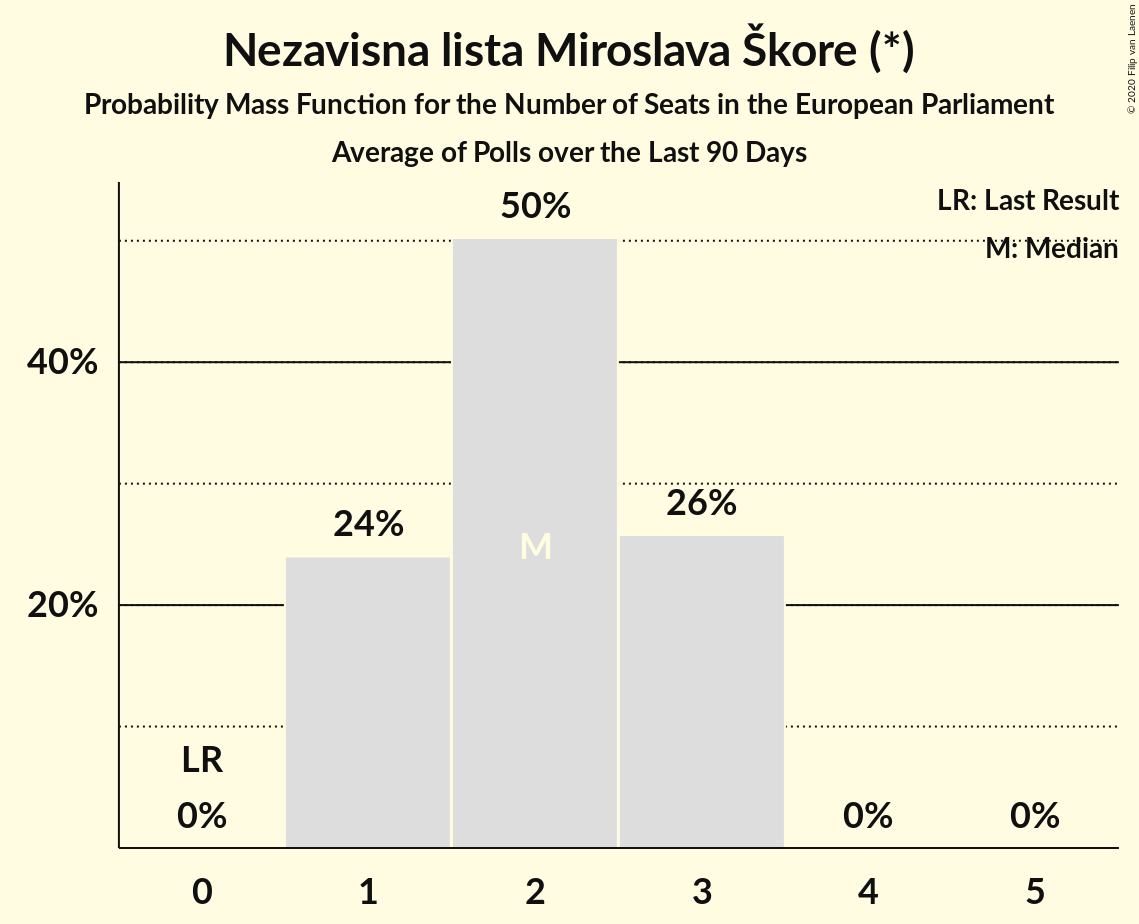 Nezavisna lista Miroslava Škore (*)
Probability Mass Function for the Number of Seats in the European Parliament
Average of Polls over the Last 90 Days
© 2020 Filip van Laenen
LR: Last Result
M: Median
50%
40%
26%
24%
M
20%
LR
0%
0%
0%
0
1
2
3
4
5